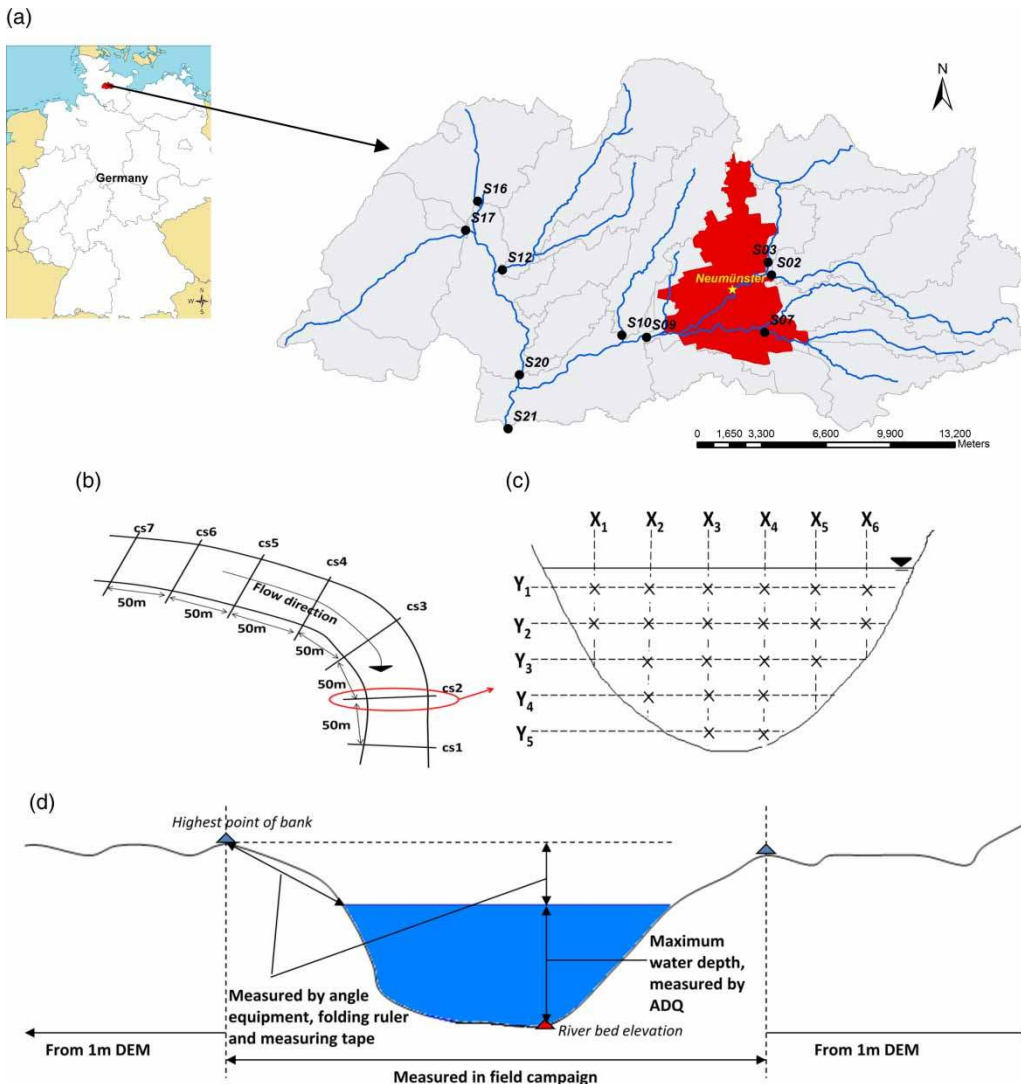 (a)
Germany
N
W
S
N
S16
S17
S12
S03
S02
Neumünster
S10
S09
S07
S20
S21
0 1,650 3,300 6,600 9,900 13,200
Meters
(b)
cs7
cs6
cs5
cs4
cs3
cs2
cs1
Flow direction
50m
50m
50m
50m
50m
50m
(c)
X1 X2 X3 X4 X5 X6
Y1
Y2
Y3
Y4
Y5
(d)
Highest point of bank
Maximum
water depth,
measured by
ADQ
Measured by angle
equipment, folding ruler
and measuring tape
River bed elevation
From 1m DEM
From 1m DEM
Measured in field campaign